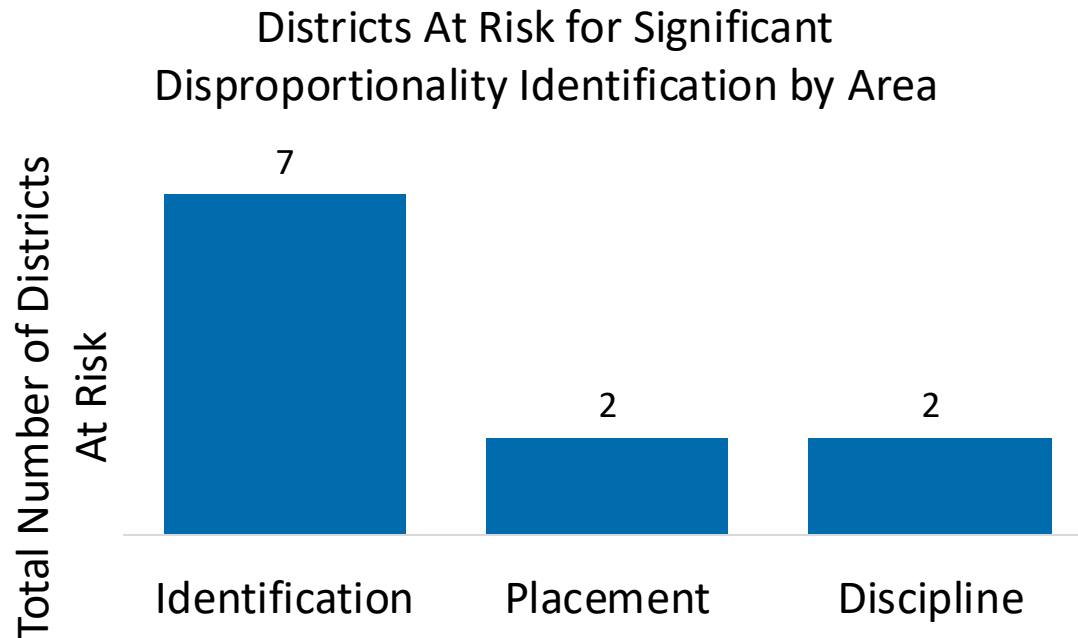 Districts At Risk for Significant
Disproportionality Identification by Area
Total Number of Districts
At Risk
7
2
2
Identification
Placement
Discipline